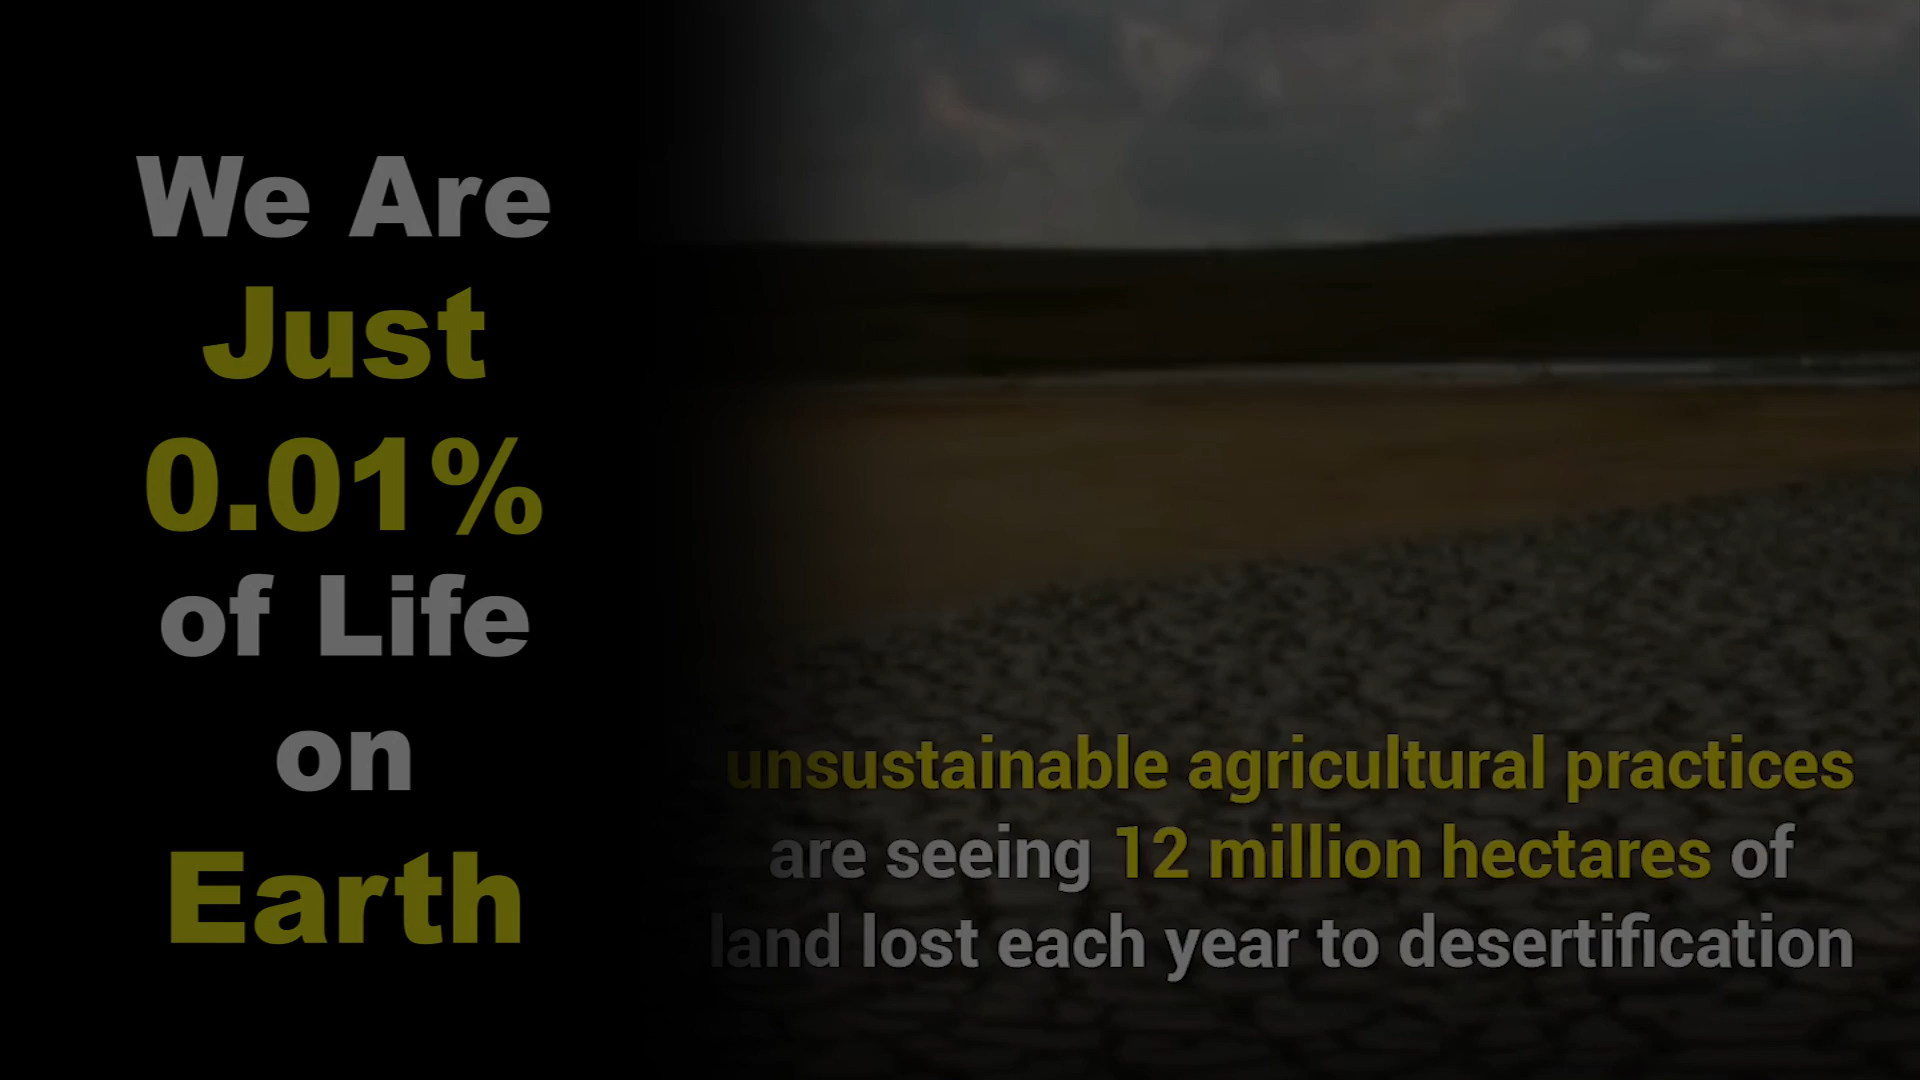 We Are
Just
0.01%
of Life
on
Earth
unsustainable agricultural practices
are seeing 12 million hectares of
land lost each year to desertification